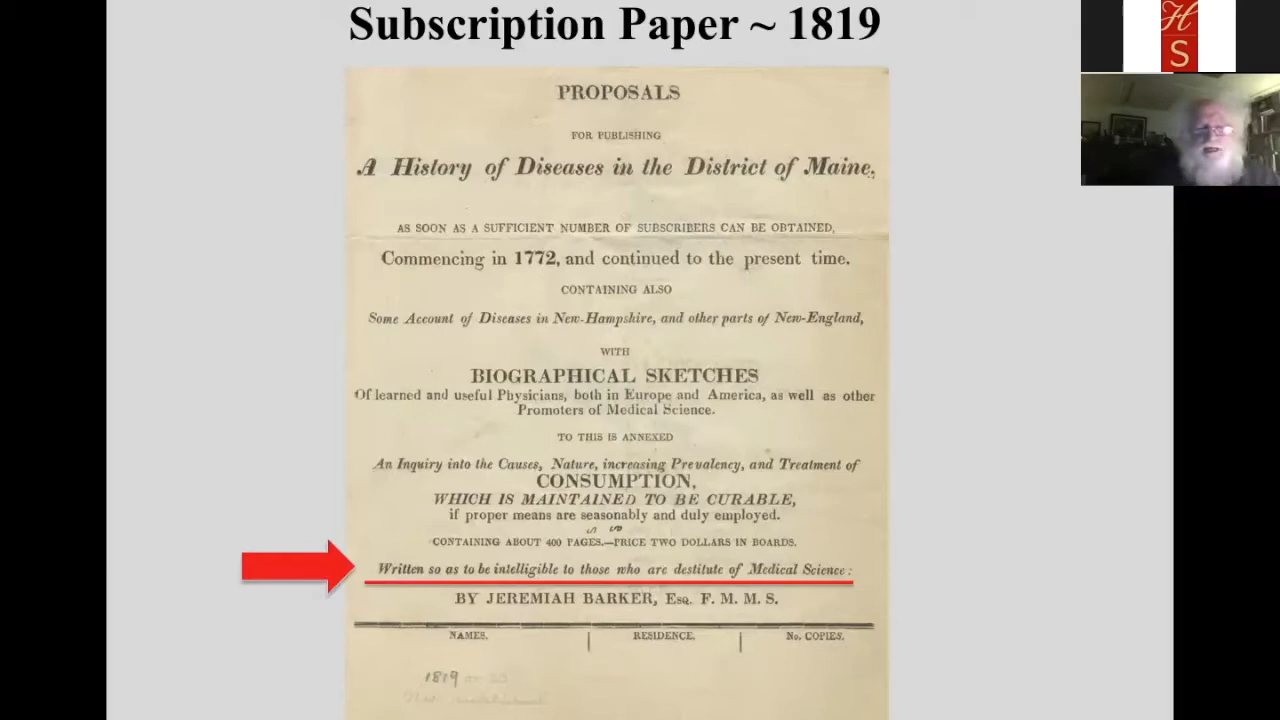 Subscription Paper ~ 1819
H
S
PROPOSALS
FOR PUBLISHING
A History of Diseases in the District of Maine,
AS SOON AS A SUFFICIENT NUMBER OF SUBSCRIBERS CAN BE OBTAINED,
Commencing in 1772, and continued to the present time.
CONTAINING ALSO
Some Account of Diseases in New-Hampshire, and other parts of New-England,
WITH
BIOGRAPHICAL SKETCHES
Of learned and useful Physicians, both in Europe and America, as well as other
Promoters of Medical Science.
TO THIS IS ANNEXED
An Inquiry into the Causes, Nature, increasing Prevalency, and Treatment of
CONSUMPTION,
WHICH IS MAINTAINED TO BE CURABLE,
if proper means are seasonably and duly employed.
CONTAINING ABOUT 400 PAGES.—PRICE TWO DOLLARS IN BOARDS.
Written so as to be intelligible to those who are destitute of Medical Science:
BY JEREMIAH BARKER, Esq. F. M. M. S.
NAMES. RESIDENCE. No. COPIES.
1819